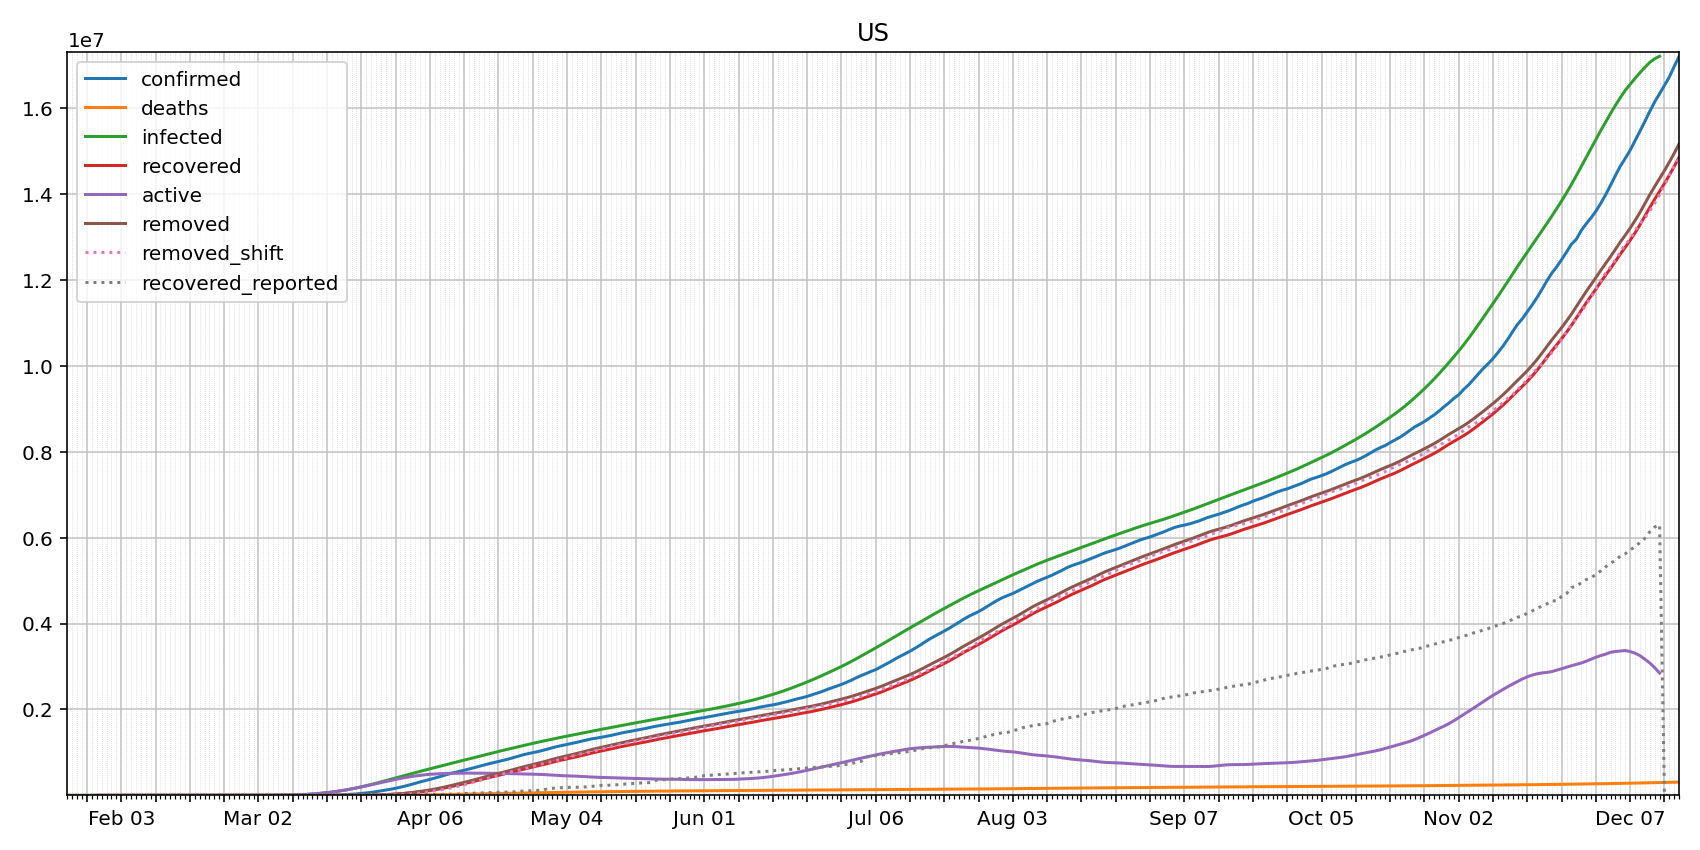 US
1e7
confirmed
deaths
infected
recovered
active
removed
removed_shift
recovered_reported
1.6
1.4
1.2
1.0
0.8
0.6
0.4
0.2
Feb 03 Mar 02 Apr 06 May 04 Jun 01 Jul 06 Aug 03 Sep 07 Oct 05 Nov 02 Dec 07